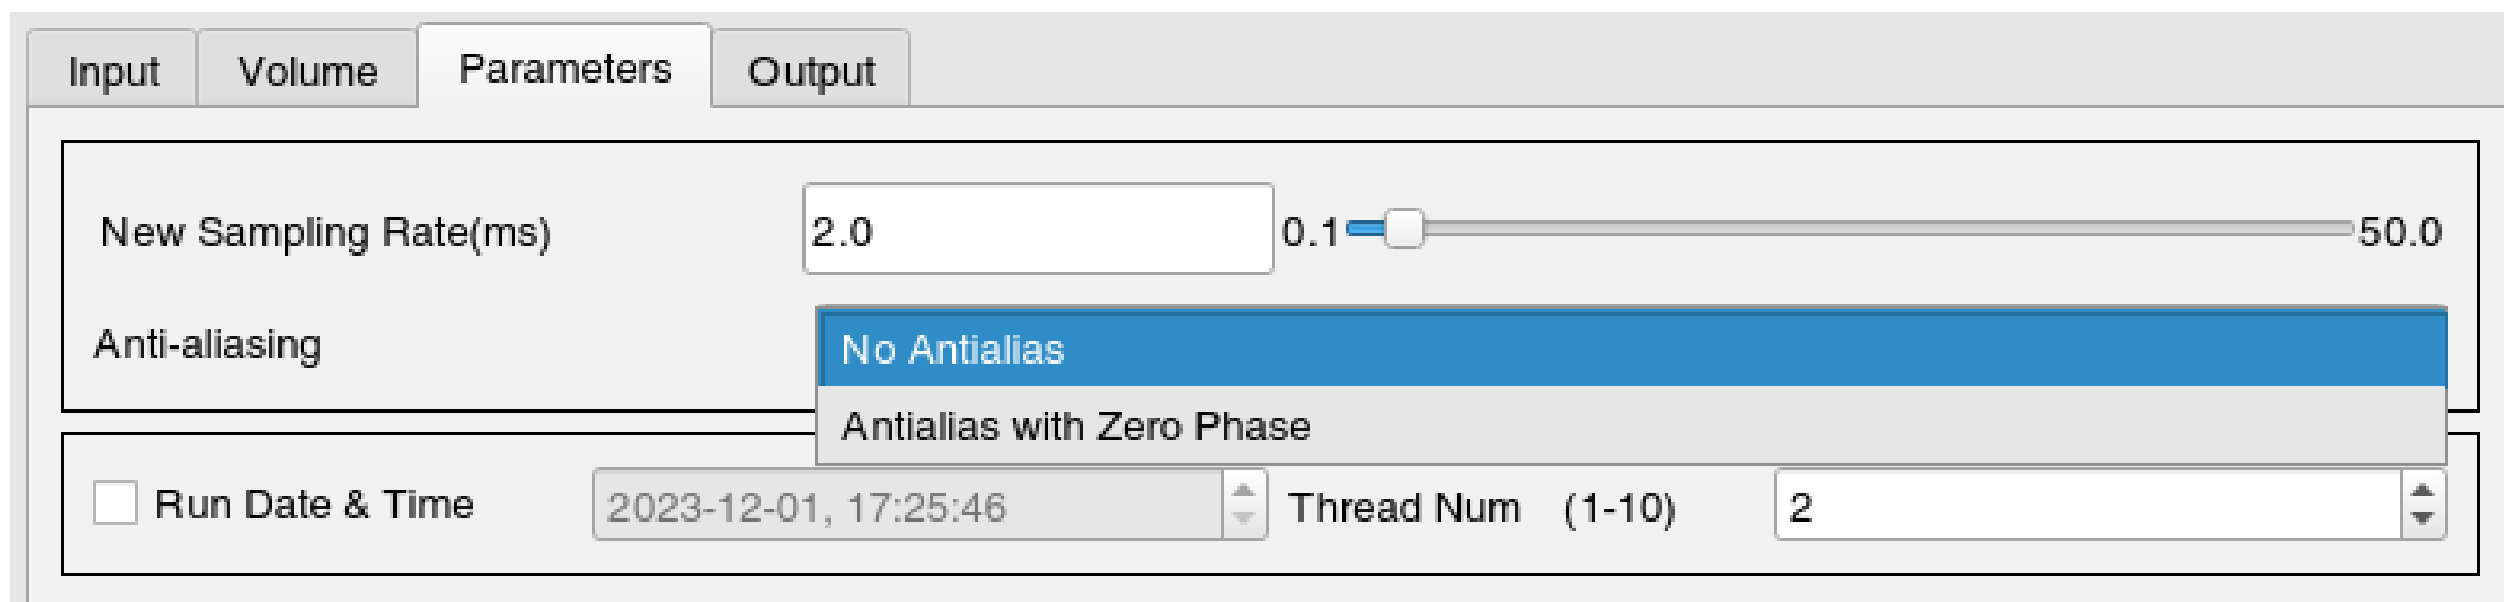 Input Volume Parameters Output
New Sampling Rate(ms) 2.0 0.1 50.0
Anti-aliasing No Antialias
Antialias with Zero Phase
Run Date & Time 2023-12-01, 17:25:46 Thread Num (1-10) 2